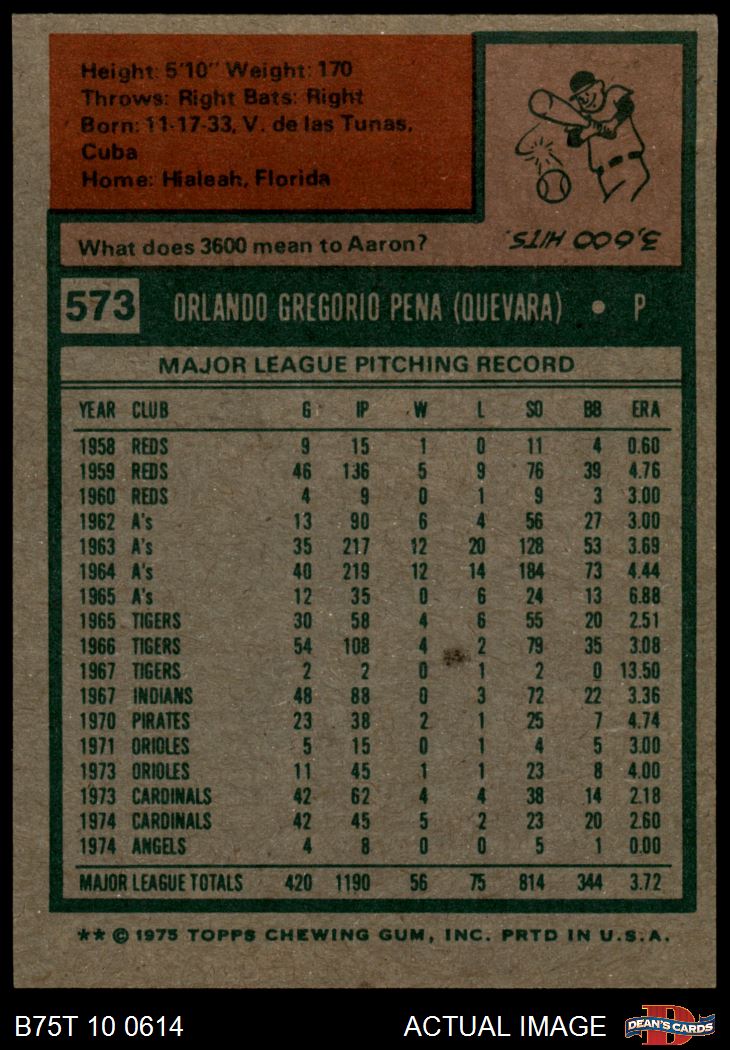 Height: 5'10" Weight: 170
Throws: Right Bats: Right
Born: 11-17-33, V. de las Tunas,
Cuba
Home: Hialeah, Florida
3,600 HITS.
What does 3600 mean to Aaron?
573 ORLANDO GREGORIO PENA (QUEVARA) • P
MAJOR LEAGUE PITCHING RECORD
YEAR CLUB G IP W L SO BB ERA
1958 REDS 9 15 1 0 11 4 0.60
1959 REDS 46 136 5 9 76 39 4.76
1960 REDS 4 9 0 1 9 3 3.00
1962 A's 13 90 6 4 56 27 3.00
1963 A's 35 217 12 20 128 53 3.69
1964 A's 40 219 12 14 184 73 4.44
1965 A's 12 35 0 6 24 13 6.88
1965 TIGERS 30 58 4 6 55 20 2.51
1966 TIGERS 54 108 4 2 79 35 3.08
1967 TIGERS 2 2 0 1 2 0 13.50
1967 INDIANS 48 88 0 3 72 22 3.36
1970 PIRATES 23 38 2 1 25 7 4.74
1971 ORIOLES 5 15 0 1 4 5 3.00
1973 ORIOLES 11 45 1 1 23 8 4.00
1973 CARDINALS 42 62 4 4 38 14 2.18
1974 CARDINALS 42 45 5 2 23 20 2.60
1974 ANGELS 4 8 0 0 5 1 0.00
MAJOR LEAGUE TOTALS 420 1190 56 75 814 344 3.72
** © 1975 TOPPS CHEWING GUM, INC. PRTD IN U.S.A.
B75T 10 0614 ACTUAL IMAGE
D
DEAN'S CARDS